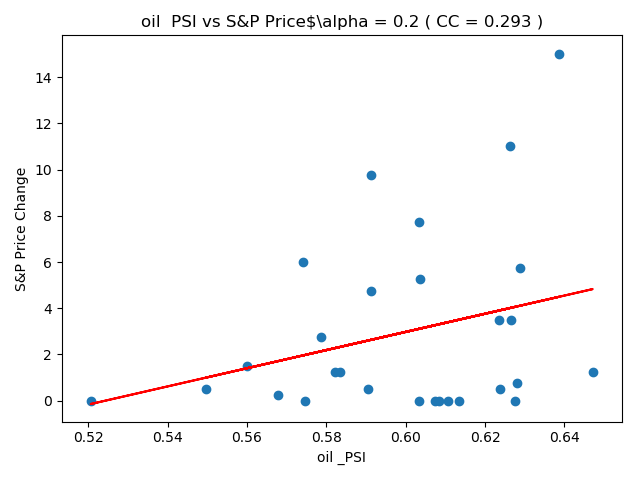 oil  PSI vs S&P Price$\alpha = 0.2 ( CC = 0.293 )
S&P Price Change
14
12
10
8
6
4
2
0
0.52 0.54 0.56 0.58 0.60 0.62 0.64
oil _PSI